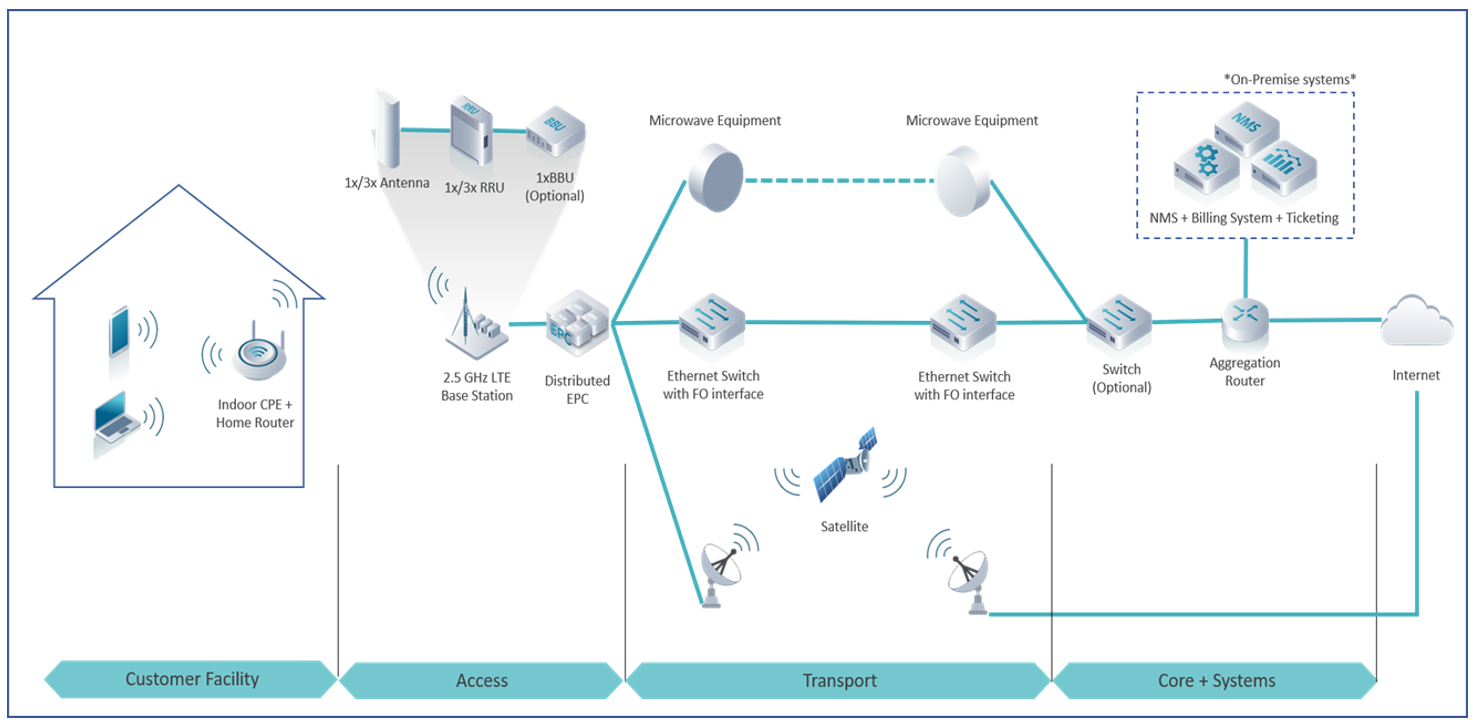 *On-Premise systems*
Microwave Equipment
Microwave Equipment
RRU
BBU
NMS
1x/3x Antenna
1x/3x RRU
1xBBU
(Optional)
NMS + Billing System + Ticketing
EPC
2.5 GHz LTE
Base Station
Distributed
EPC
Ethernet Switch
with FO interface
Ethernet Switch
with FO interface
Switch
(Optional)
Aggregation
Router
Internet
Indoor CPE +
Home Router
Satellite
Customer Facility
Access
Transport
Core + Systems